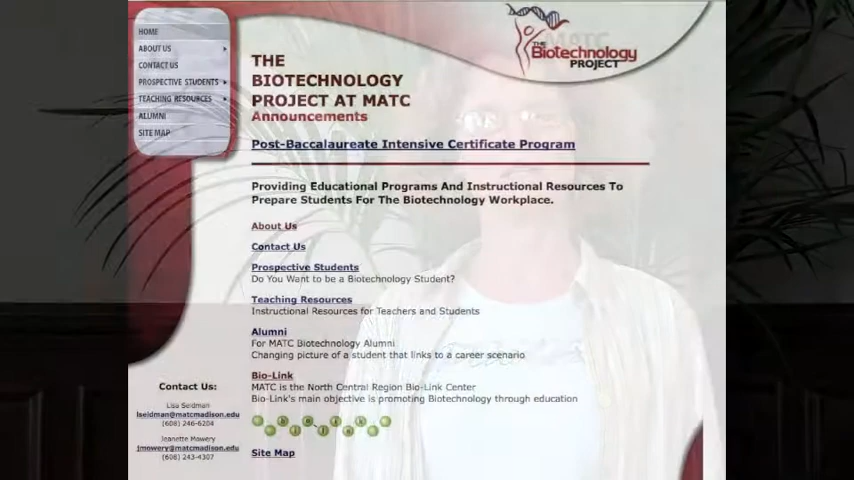 HOME
ABOUT US
CONTACT US
PROSPECTIVE STUDENTS
TEACHING RESOURCES
ALUMNI
SITE MAP
THE
Biotechnology
PROJECT
THE
BIOTECHNOLOGY
PROJECT AT MATC
Announcements
Post-Baccalaureate Intensive Certificate Program
Providing Educational Programs And Instructional Resources To
Prepare Students For The Biotechnology Workplace.
About Us
Contact Us
Prospective Students
Do You Want to be a Biotechnology Student?
Teaching Resources
Instructional Resources for Teachers and Students
Alumni
For MATC Biotechnology Alumni
Changing picture of a student that links to a career scenario
Bio-Link
MATC is the North Central Region Bio-Link Center
Bio-Link's main objective is promoting Biotechnology through education
Site Map
Contact Us:
Lisa Seidman
lseidman@matcmadison.edu
(608) 246-6204
Jeanette Mowery
jmowery@matcmadison.edu
(608) 243-4307